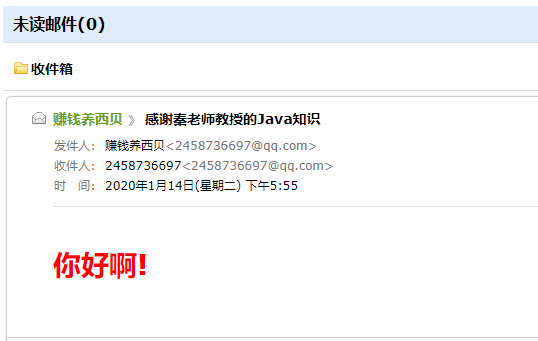 未读邮件(0)
收件箱
赚钱养西贝 》 感谢秦老师教授的Java知识
发件人： 赚钱养西贝<2458736697@qq.com>
收件人： 2458736697<2458736697@qq.com>
时 间： 2020年1月14日(星期二) 下午5:55
你好啊!